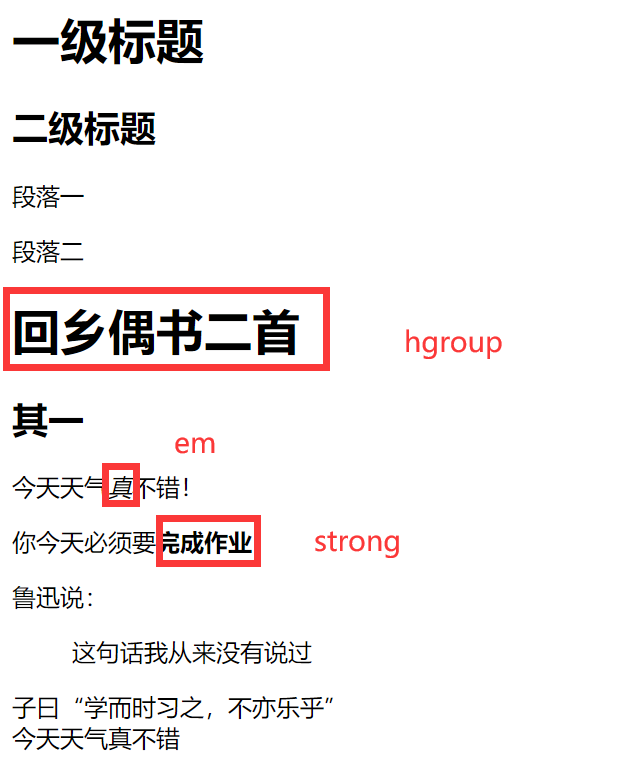 一级标题
二级标题
段落一
段落二
回乡偶书二首
hgroup
其一
em
今天天气真不错！
你今天必须要完成作业
strong
鲁迅说：
这句话我从来没有说过
子曰“学而时习之，不亦乐乎”
今天天气真不错